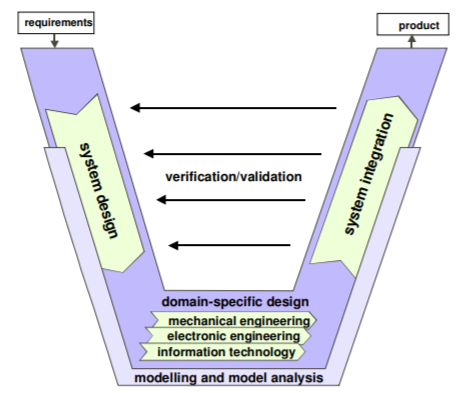 requirements
product
system design
system integration
verification/validation
domain-specific design
mechanical engineering
electronic engineering
information technology
modelling and model analysis